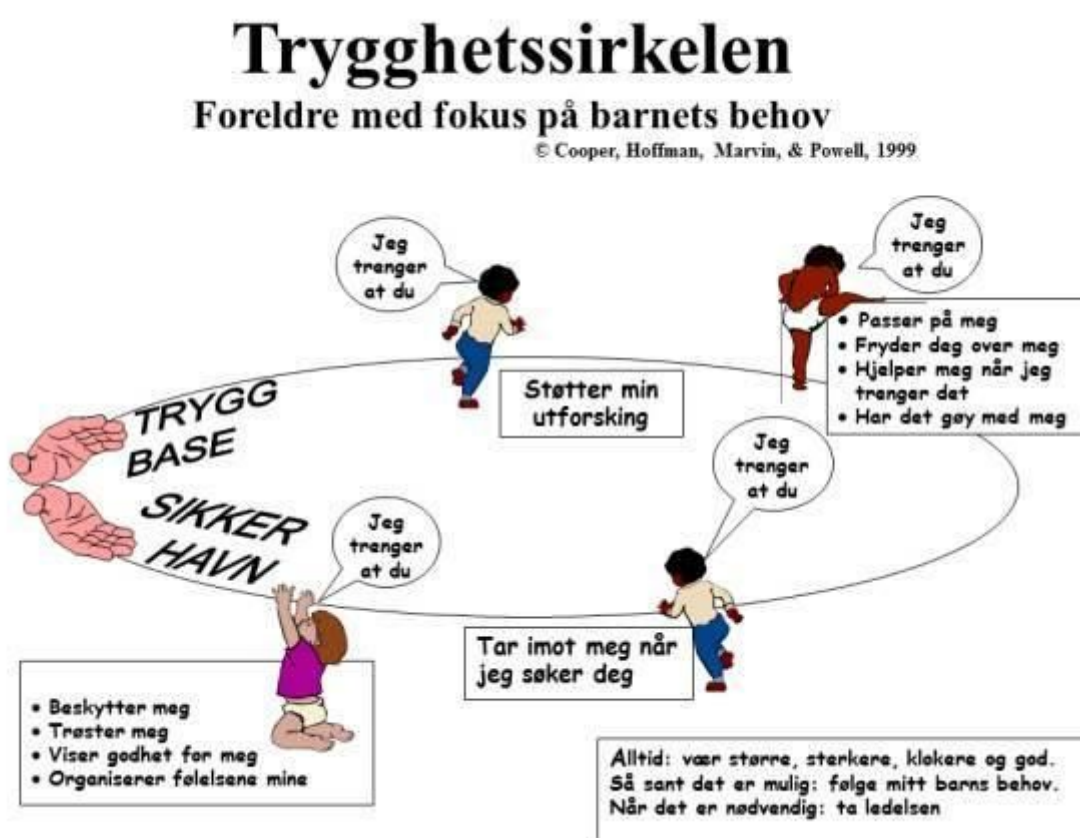 Trygghetssirkelen
Foreldre med fokus på barnets behov
© Cooper, Hoffman, Marvin, & Powell, 1999
Jeg
trenger
at du
Jeg
trenger
at du
• Passer på meg
• Fryder deg over meg
• Hjelper meg når jeg
trenger det
• Har det gøy med meg
Støtter min
utforsking
TRYGG
BASE
Jeg
trenger
at du
SIKKER
HAVN
Jeg
trenger
at du
Tar imot meg når
jeg søker deg
• Beskytter meg
• Trøster meg
• Viser godhet for meg
• Organiserer følelsene mine
Alltid: vær større, sterkere, klokere og god.
Så sant det er mulig: følge mitt barns behov.
Når det er nødvendig: ta ledelsen